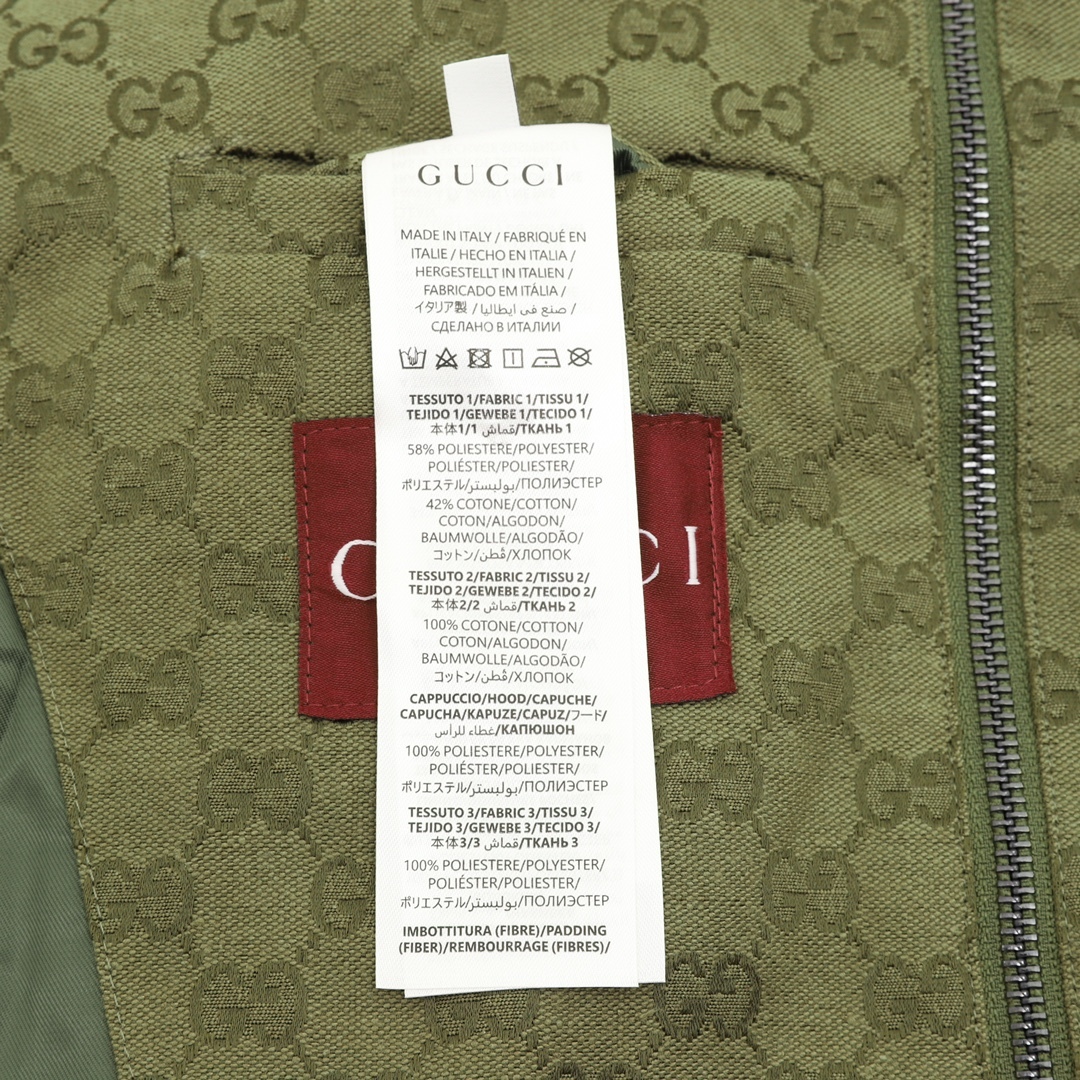 GUCCI
MADE IN ITALY / FABRIQUÉ EN
ITALIE / HECHO EN ITALIA /
HERGESTELLT IN ITALIEN /
FABRICADO EM ITÁLIA /
イタリア製 / صنع في ايطاليا /
СДЕЛАНО В ИТАЛИИ
TESSUTO 1/FABRIC 1/TISSU 1/
TEJIDO 1/GEWEBE 1/TECIDO 1/
本体1/قماش 1/ТКАНЬ 1
58% POLIESTERE/POLYESTER/
POLIÉSTER/POLIESTER/
ポリエステル/بوليستر/ПОЛИЭСТЕР
42% COTONE/COTTON/
COTON/ALGODON/
BAUMWOLLE/ALGODÃO/
コットン/قطن/ХЛОПОК
TESSUTO 2/FABRIC 2/TISSU 2/
TEJIDO 2/GEWEBE 2/TECIDO 2/
本体2/قماش 2/ТКАНЬ 2
100% COTONE/COTTON/
COTON/ALGODON/
BAUMWOLLE/ALGODÃO/
コットン/قطن/ХЛОПОК
CAPPUCCIO/HOOD/CAPUCHE/
CAPUCHA/KAPUZE/CAPUZ/フード/
غطاء للرأس/КАПЮШОН
100% POLIESTERE/POLYESTER/
POLIÉSTER/POLIESTER/
ポリエステル/بوليستر/ПОЛИЭСТЕР
TESSUTO 3/FABRIC 3/TISSU 3/
TEJIDO 3/GEWEBE 3/TECIDO 3/
本体3/قماش 3/ТКАНЬ 3
100% POLIESTERE/POLYESTER/
POLIÉSTER/POLIESTER/
ポリエステル/بوليستر/ПОЛИЭСТЕР
IMBOTTITURA (FIBRE)/PADDING
(FIBER)/REMBOURRAGE (FIBRES)/